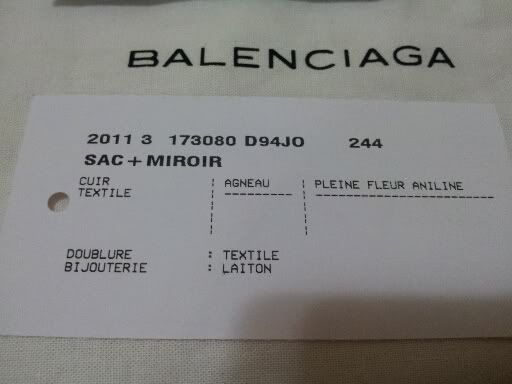 BALENCIAGA
2011 3 173080 D94JO 244
SAC+MIROIR
CUIR AGNEAU PLEINE FLEUR ANILINE
TEXTILE
DOUBLURE : TEXTILE
BIJOUTERIE : LAITON